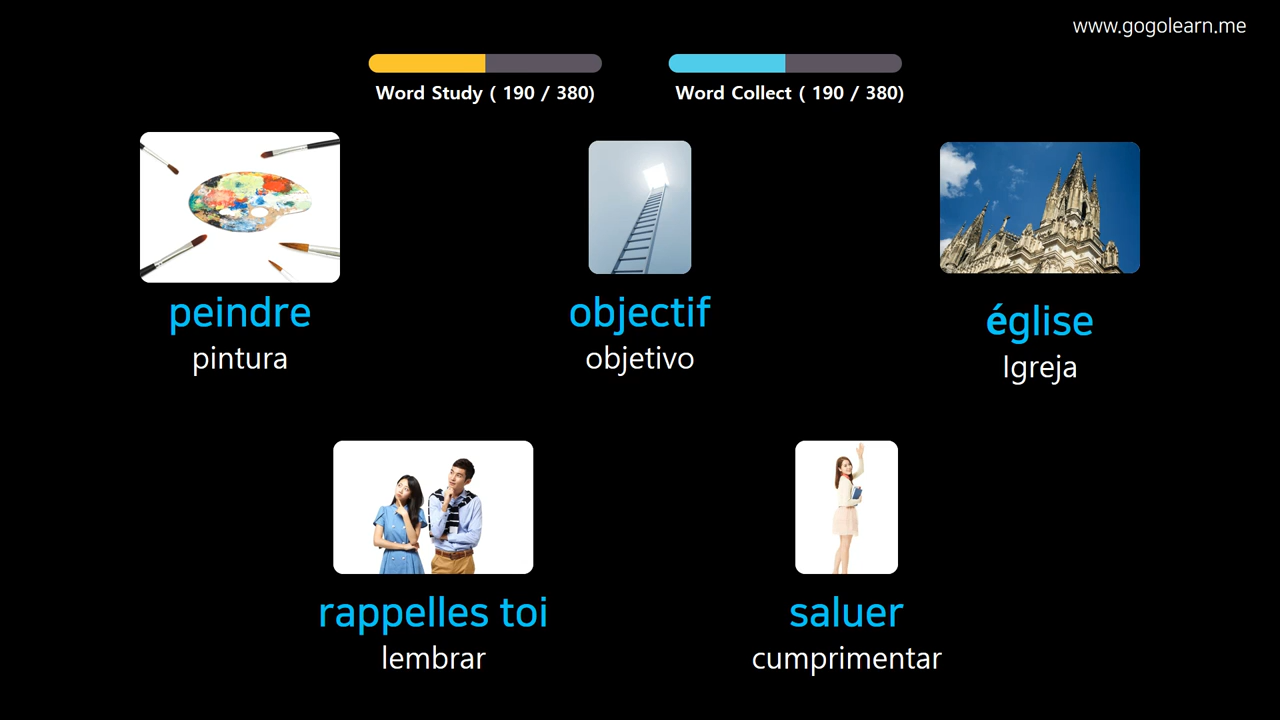 www.gogolearn.me
Word Study ( 190 / 380)
Word Collect ( 190 / 380)
peindre
pintura
objectif
objetivo
église
Igreja
rappelles toi
lembrar
saluer
cumprimentar